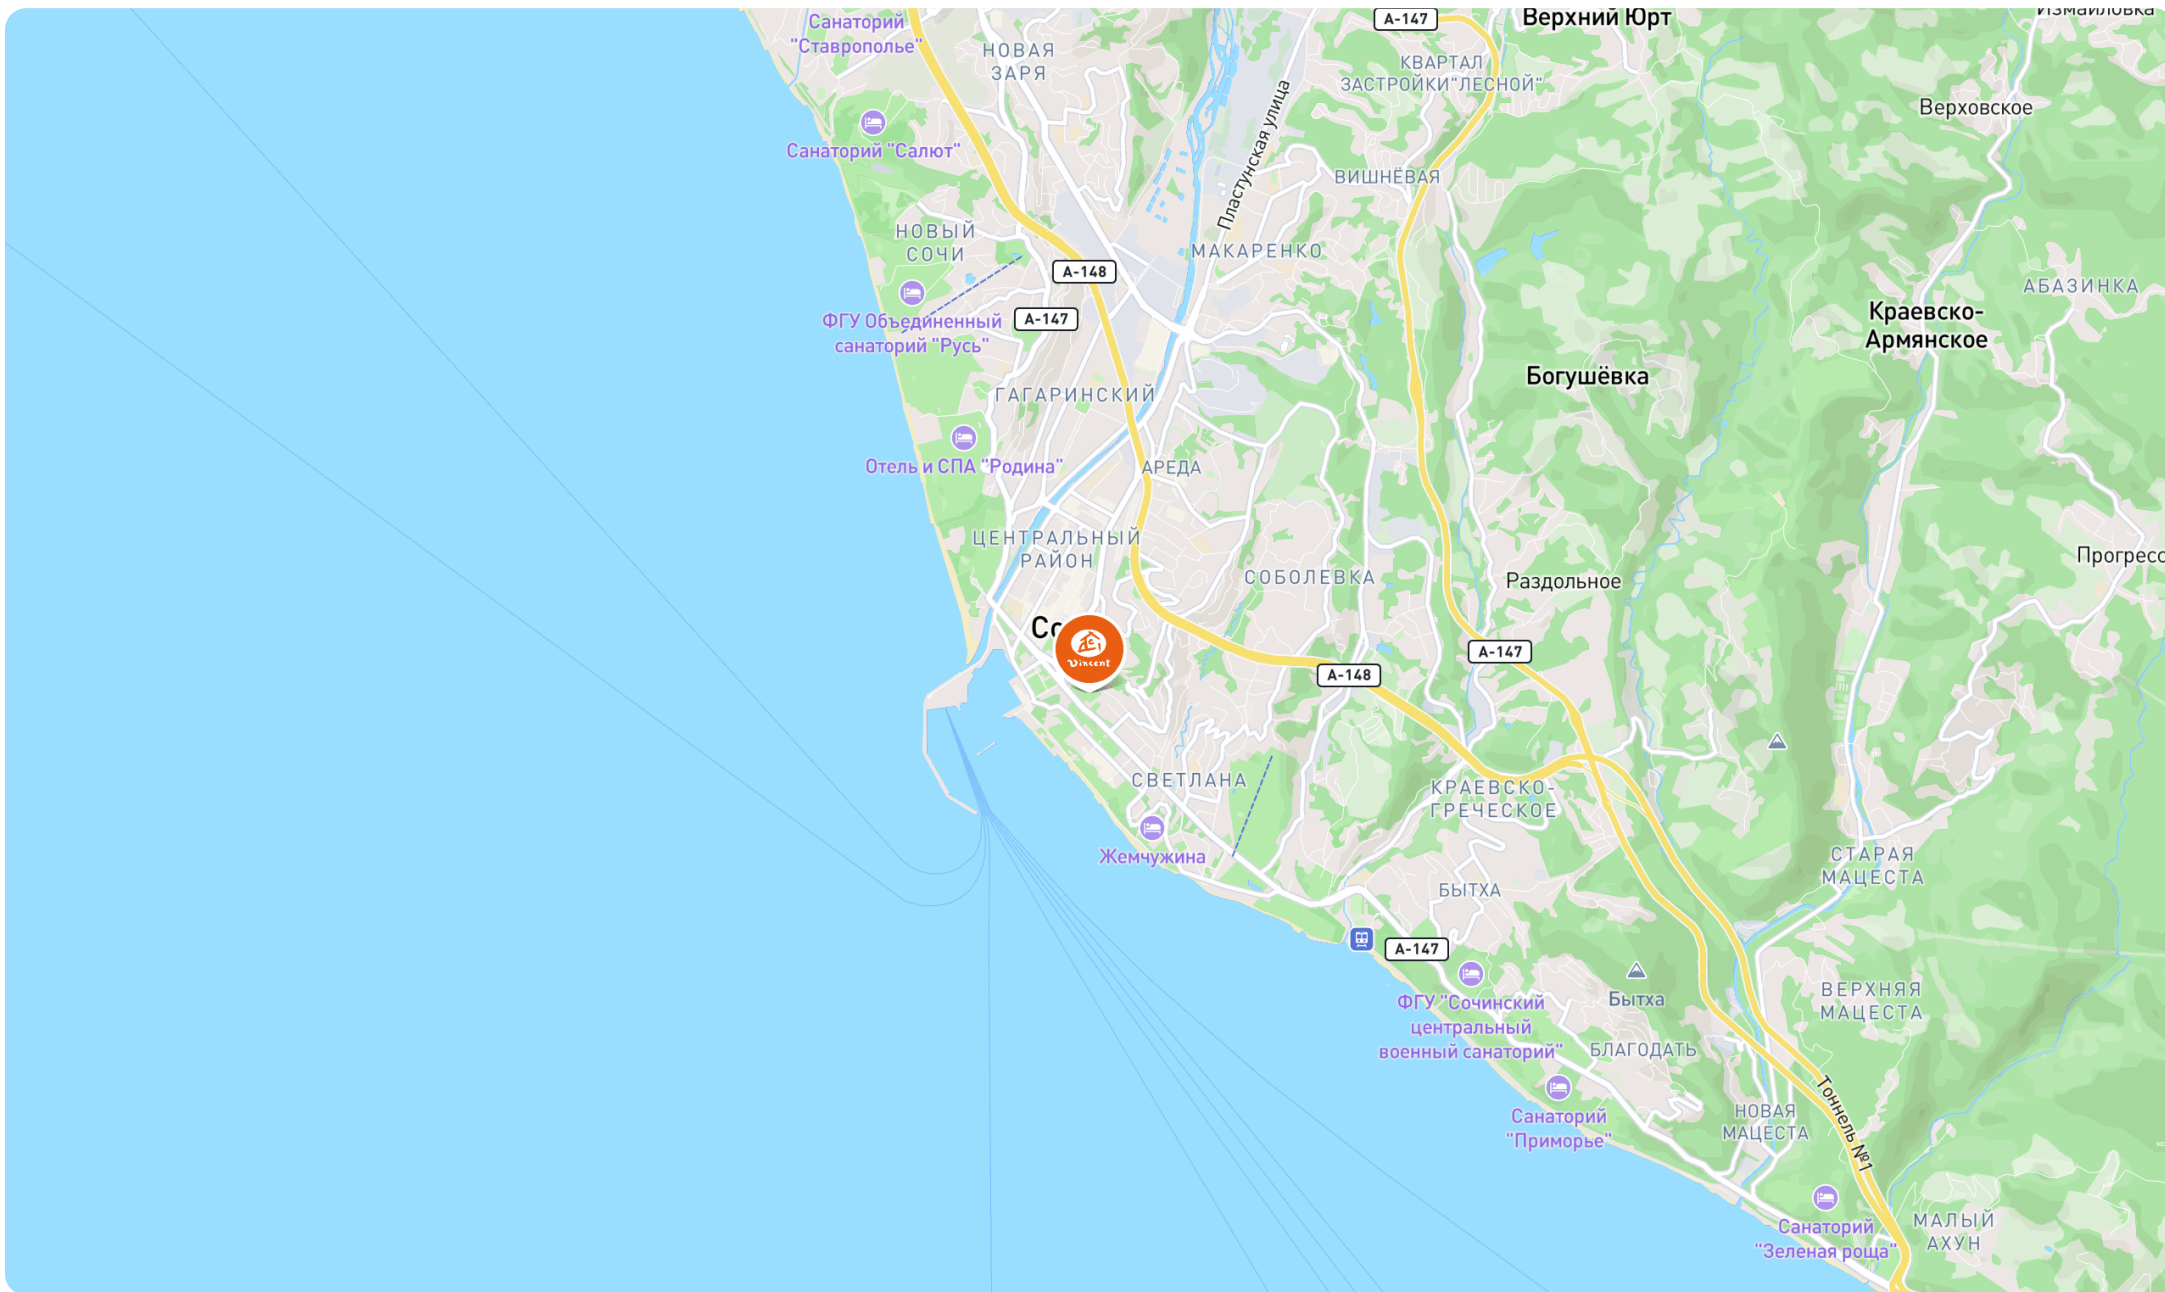 Санаторий
"Ставрополье"
НОВАЯ
ЗАРЯ
А-147
Верхний Юрт
Измайловка
КВАРТАЛ
ЗАСТРОЙКИ"ЛЕСНОЙ"
Верховское
Санаторий "Салют"
Пластунская улица
ВИШНЁВАЯ
НОВЫЙ
СОЧИ
МАКАРЕНКО
А-148
АБАЗИНКА
ФГУ Объединенный
санаторий "Русь"
А-147
Краевско-
Армянское
Богушёвка
ГАГАРИНСКИЙ
Отель и СПА "Родина"
АРЕДА
ЦЕНТРАЛЬНЫЙ
РАЙОН
СОБОЛЕВКА
Раздольное
Прогресс
Со
Vincent
А-147
А-148
СВЕТЛАНА
КРАЕВСКО-
ГРЕЧЕСКОЕ
Жемчужина
СТАРАЯ
МАЦЕСТА
БЫТХА
А-147
ФГУ "Сочинский
центральный
военный санаторий"
Бытха
ВЕРХНЯЯ
МАЦЕСТА
БЛАГОДАТЬ
Санаторий
"Приморье"
НОВАЯ
МАЦЕСТА
Тоннель №1
Санаторий
"Зеленая роща"
МАЛЫЙ
АХУН